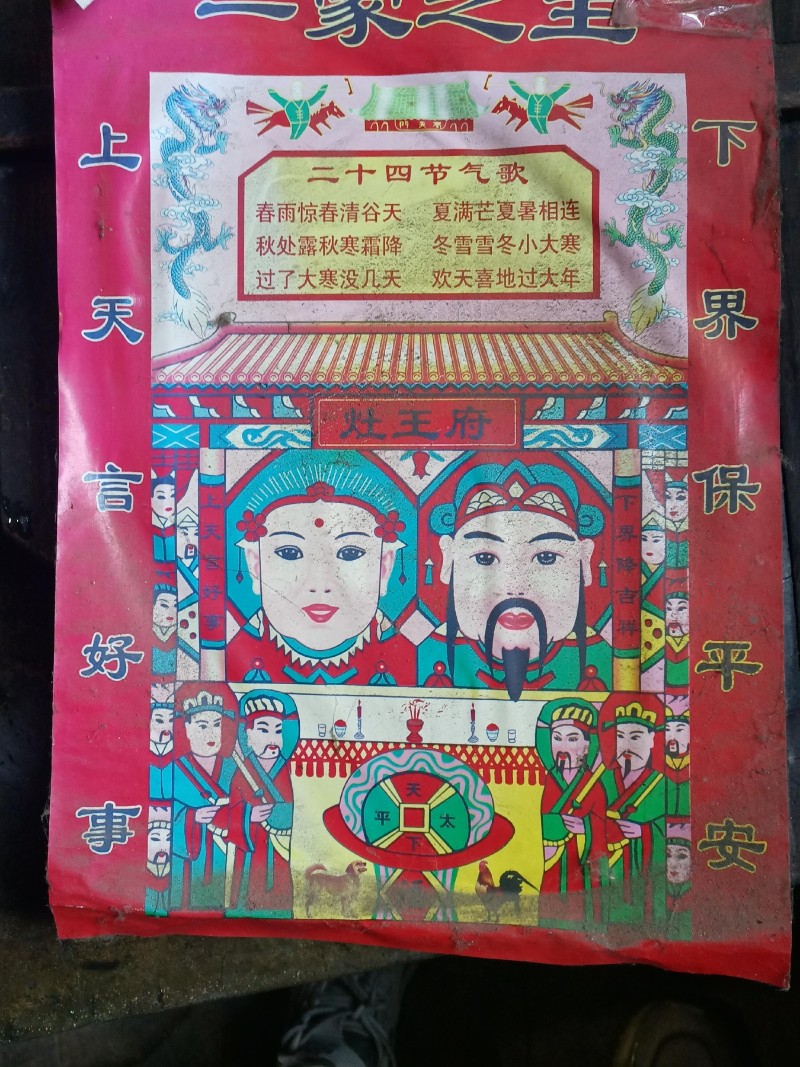 一家之主
上天言好事
下界保平安
南天門
二十四节气歌
春雨惊春清谷天 夏满芒夏暑相连
秋处露秋寒霜降 冬雪雪冬小大寒
过了大寒没几天 欢天喜地过大年
灶王府
上天言好事
下界降吉祥
天下太平